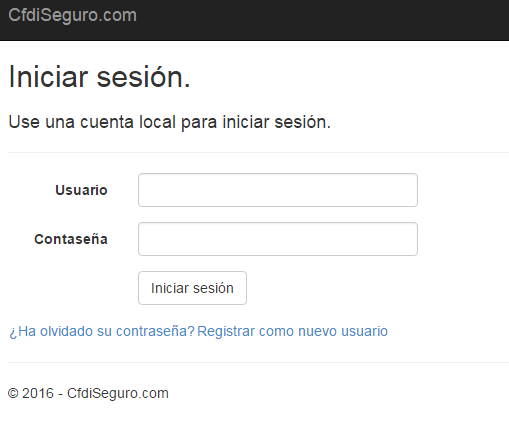 CfdiSeguro.com
Iniciar sesión.
Use una cuenta local para iniciar sesión.
Usuario
Contaseña
Iniciar sesión
¿Ha olvidado su contraseña? Registrar como nuevo usuario
© 2016 - CfdiSeguro.com